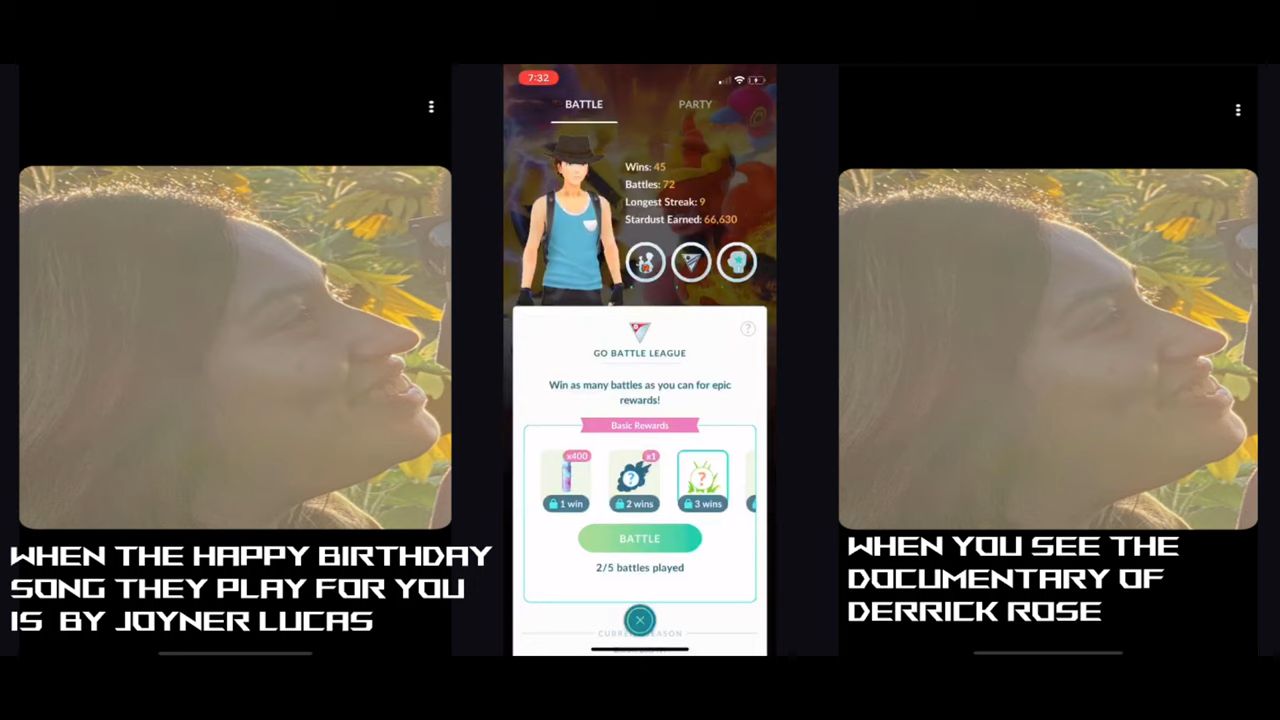 7:32
BATTLE
PARTY
Wins: 45
Battles: 72
Longest Streak: 9
Stardust Earned: 66,630
GO BATTLE LEAGUE
?
Win as many battles as you can for epic
rewards!
Basic Rewards
x400
x1
?
?
1 win
2 wins
3 wins
BATTLE
2/5 battles played
WHEN THE HAPPY BIRTHDAY
SONG THEY PLAY FOR YOU
IS BY JOYNER LUCAS
WHEN YOU SEE THE
DOCUMENTARY OF
DERRICK ROSE